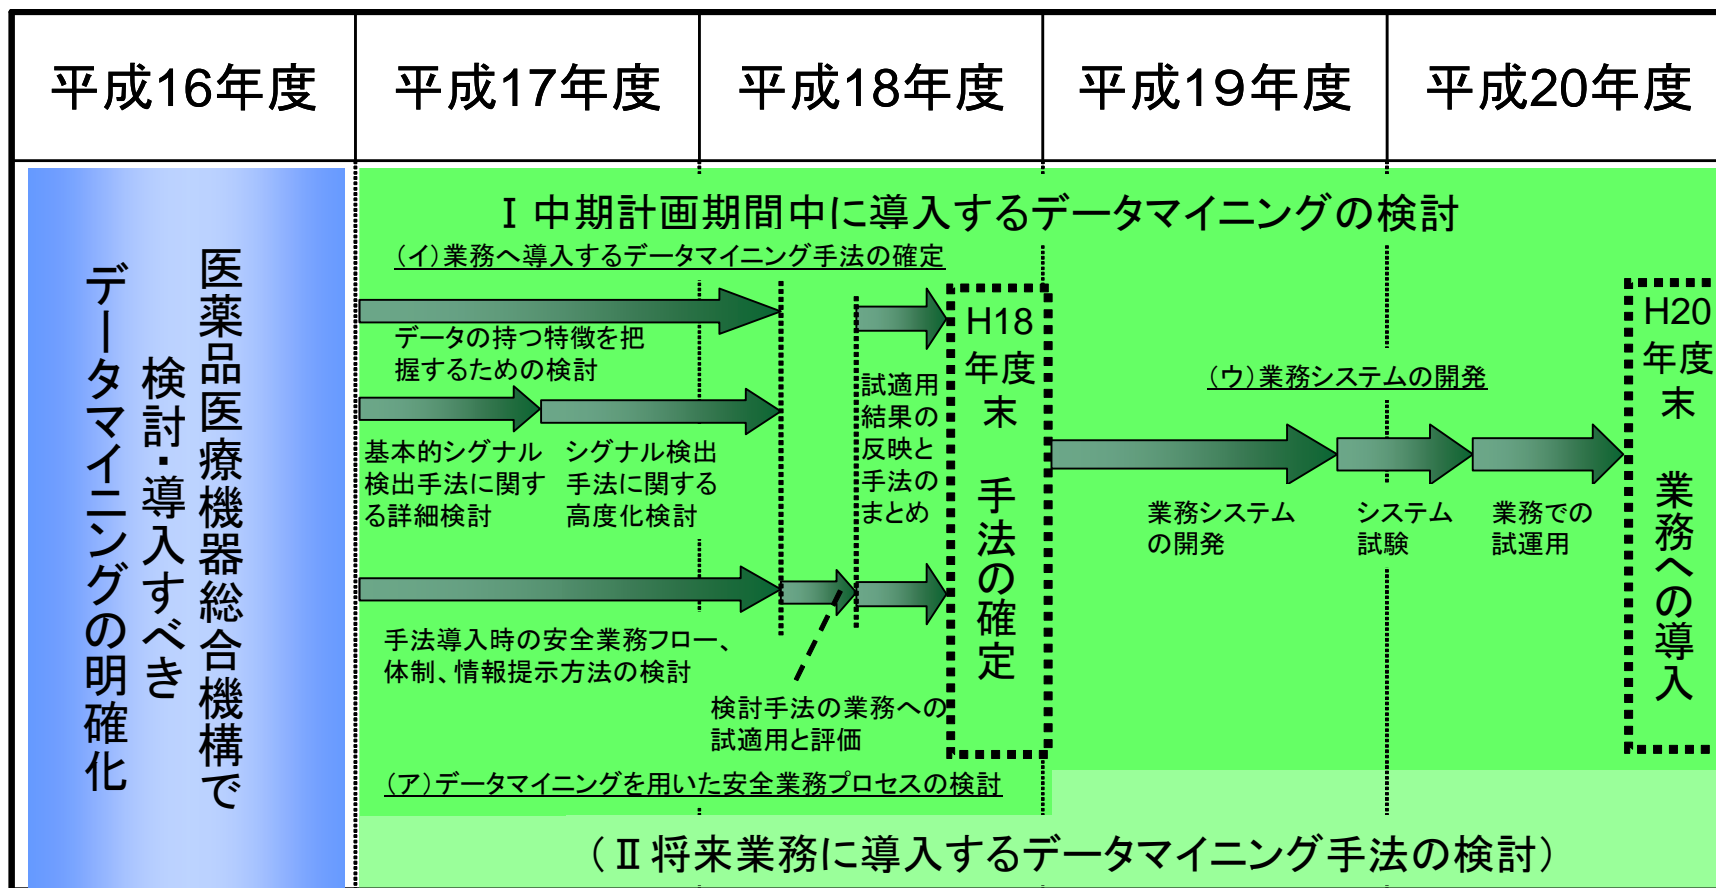 平成16年度
平成17年度
平成18年度
平成19年度
平成20年度
医薬品医療機器総合機構で
検討・導入すべき
データマイニングの明確化
Ⅰ 中期計画期間中に導入するデータマイニングの検討
(イ)業務へ導入するデータマイニング手法の確定
データの持つ特徴を把
握するための検討
基本的シグナル
検出手法に関す
る詳細検討
シグナル検出
手法に関する
高度化検討
試適用
結果の
反映と
手法の
まとめ
手法導入時の安全業務フロー、
体制、情報提示方法の検討
検討手法の業務への
試適用と評価
(ア)データマイニングを用いた安全業務プロセスの検討
H18
年度
末
手法の確定
(ウ)業務システムの開発
業務システム
の開発
システム
試験
業務での
試運用
H20
年度
末
業務への導入
(Ⅱ 将来業務に導入するデータマイニング手法の検討)